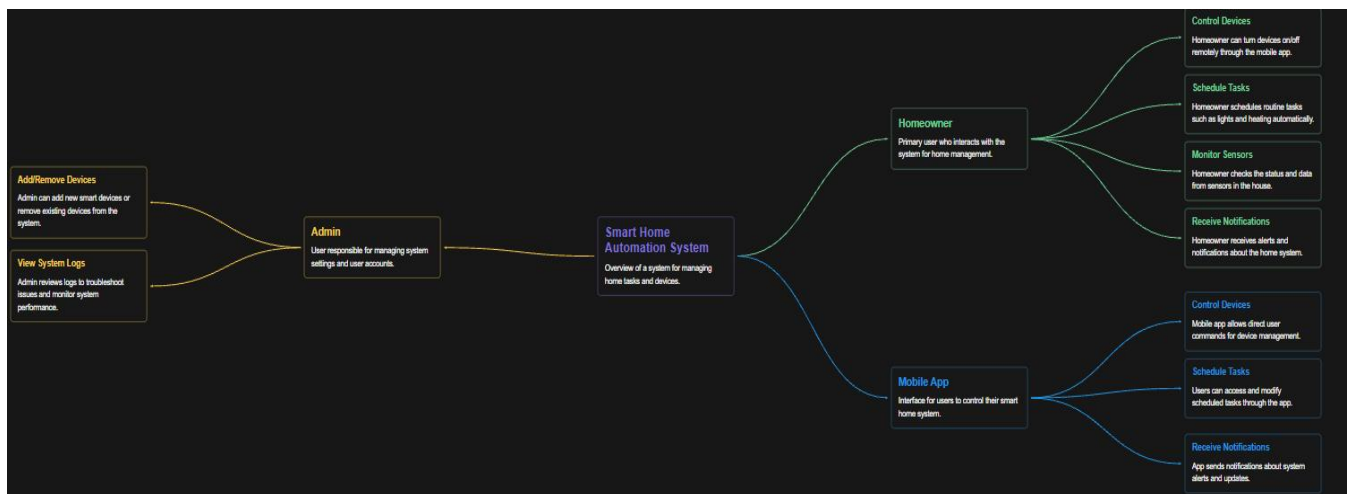 Add/Remove Devices
Admin can add new smart devices or
remove existing devices from the
system.
View System Logs
Admin reviews logs to troubleshoot
issues and monitor system
performance.
Admin
User responsible for managing system
settings and user accounts.
Smart Home
Automation System
Overview of a system for managing
home tasks and devices.
Homeowner
Primary user who interacts with the
system for home management.
Control Devices
Homeowner can turn devices on/off
remotely through the mobile app.
Schedule Tasks
Homeowner schedules routine tasks
such as lights and heating automatically.
Monitor Sensors
Homeowner checks the status and data
from sensors in the house.
Receive Notifications
Homeowner receives alerts and
notifications about the home system.
Mobile App
Interface for users to control their smart
home system.
Control Devices
Mobile app allows direct user
commands for device management.
Schedule Tasks
Users can access and modify
scheduled tasks through the app.
Receive Notifications
App sends notifications about system
alerts and updates.